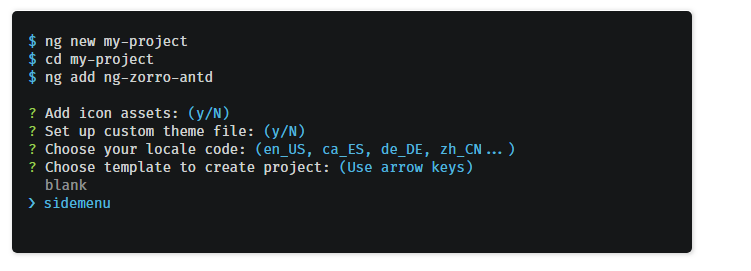 $ ng new my-project
$ cd my-project
$ ng add ng-zorro-antd
? Add icon assets: (y/N)
? Set up custom theme file: (y/N)
? Choose your locale code: (en_US, ca_ES, de_DE, zh_CN...)
? Choose template to create project: (Use arrow keys)
blank
❯ sidemenu